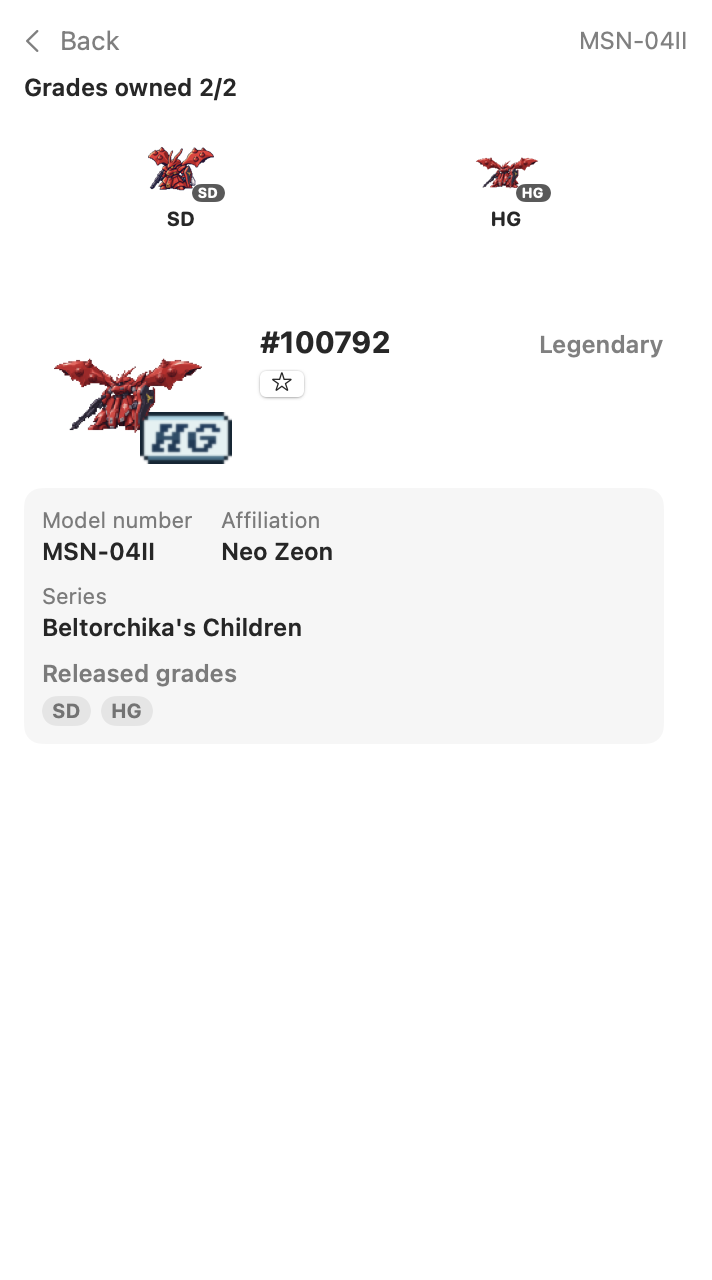 Back
MSN-04II
Grades owned 2/2
SD
HG
SD
HG
#100792
Legendary
HG
Model number
Affiliation
MSN-04II
Neo Zeon
Series
Beltorchika's Children
Released grades
SD
HG